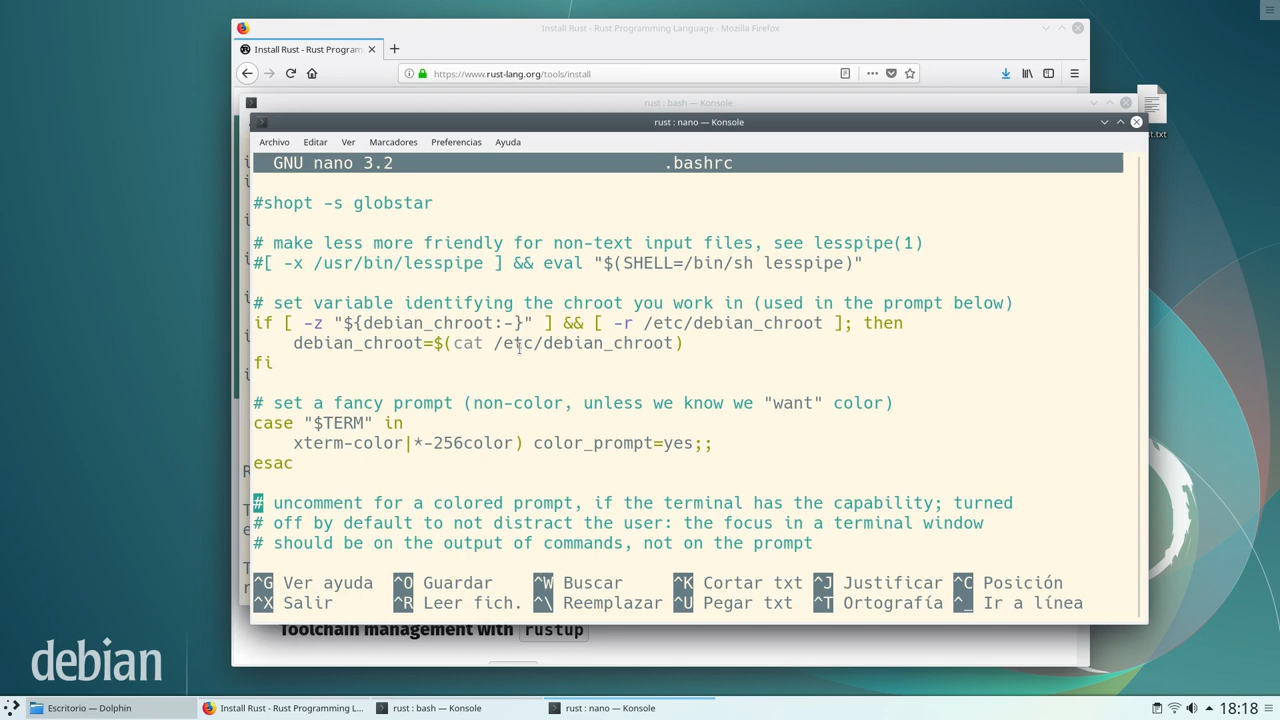 Install Rust - Rust Programming Language - Mozilla Firefox
Install Rust - Rust Program
https://www.rust-lang.org/tools/install
rust : bash — Konsole
rust : nano — Konsole
Archivo Editar Ver Marcadores Preferencias Ayuda
GNU nano 3.2 .bashrc
#shopt -s globstar
# make less more friendly for non-text input files, see lesspipe(1)
#[ -x /usr/bin/lesspipe ] && eval "$(SHELL=/bin/sh lesspipe)"
# set variable identifying the chroot you work in (used in the prompt below)
if [ -z "${debian_chroot:-}" ] && [ -r /etc/debian_chroot ]; then
debian_chroot=$(cat /etc/debian_chroot)
fi
# set a fancy prompt (non-color, unless we know we "want" color)
case "$TERM" in
xterm-color|*-256color) color_prompt=yes;;
esac
# uncomment for a colored prompt, if the terminal has the capability; turned
# off by default to not distract the user: the focus in a terminal window
# should be on the output of commands, not on the prompt
^G Ver ayuda ^O Guardar ^W Buscar ^K Cortar txt ^J Justificar ^C Posición
^X Salir ^R Leer fich. ^\ Reemplazar ^U Pegar txt ^T Ortografía ^_ Ir a línea
Toolchain management with rustup
debian
Escritorio — Dolphin
Install Rust - Rust Programming L...
rust : bash — Konsole
rust : nano — Konsole
18:18